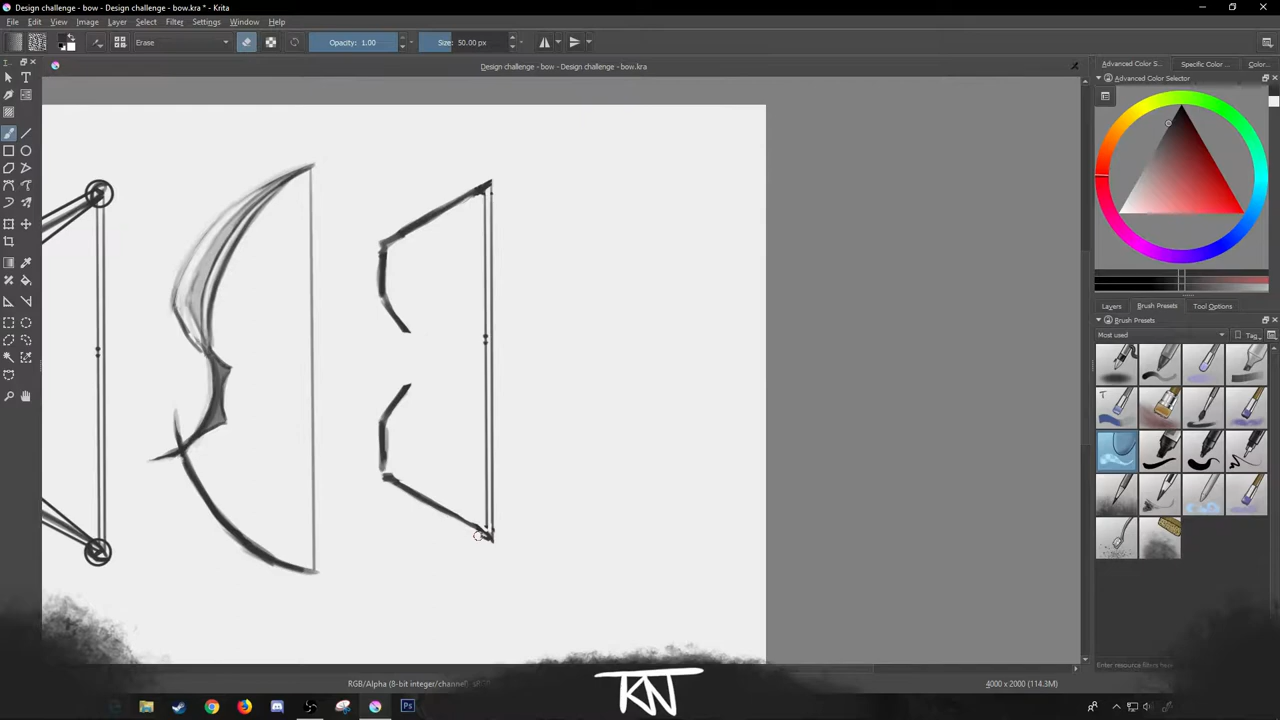 Design challenge - bow - Design challenge - bow.kra * - Krita
File Edit View Image Layer Select Filter Settings Window Help
Erase
Opacity: 1.00
Size: 50.00 px
Design challenge - bow - Design challenge - bow.kra
Advanced Color S...
Specific Color ...
Color...
Advanced Color Selector
Layers
Brush Presets
Tool Options
Brush Presets
Most used
Tag
RGB/Alpha (8-bit integer/channel)
4000 x 2000 (114.3M)
TKN